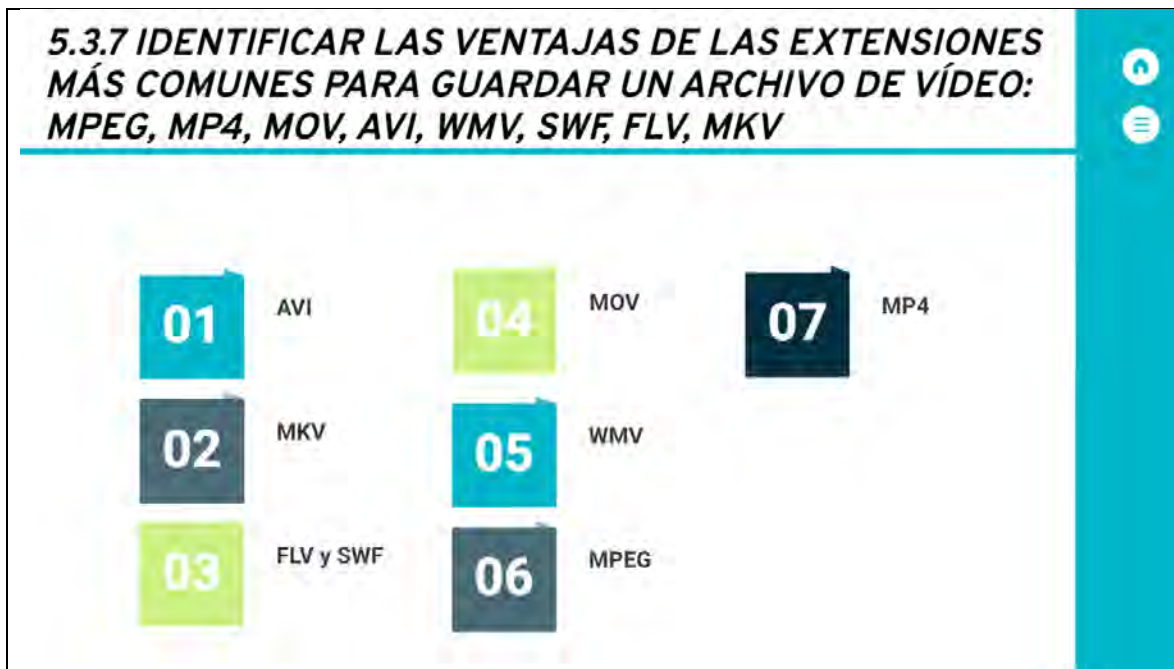 5.3.7 IDENTIFICAR LAS VENTAJAS DE LAS EXTENSIONES
MÁS COMUNES PARA GUARDAR UN ARCHIVO DE VÍDEO:
MPEG, MP4, MOV, AVI, WMV, SWF, FLV, MKV
01 AVI
02 MKV
03 FLV y SWF
04 MOV
05 WMV
06 MPEG
07 MP4